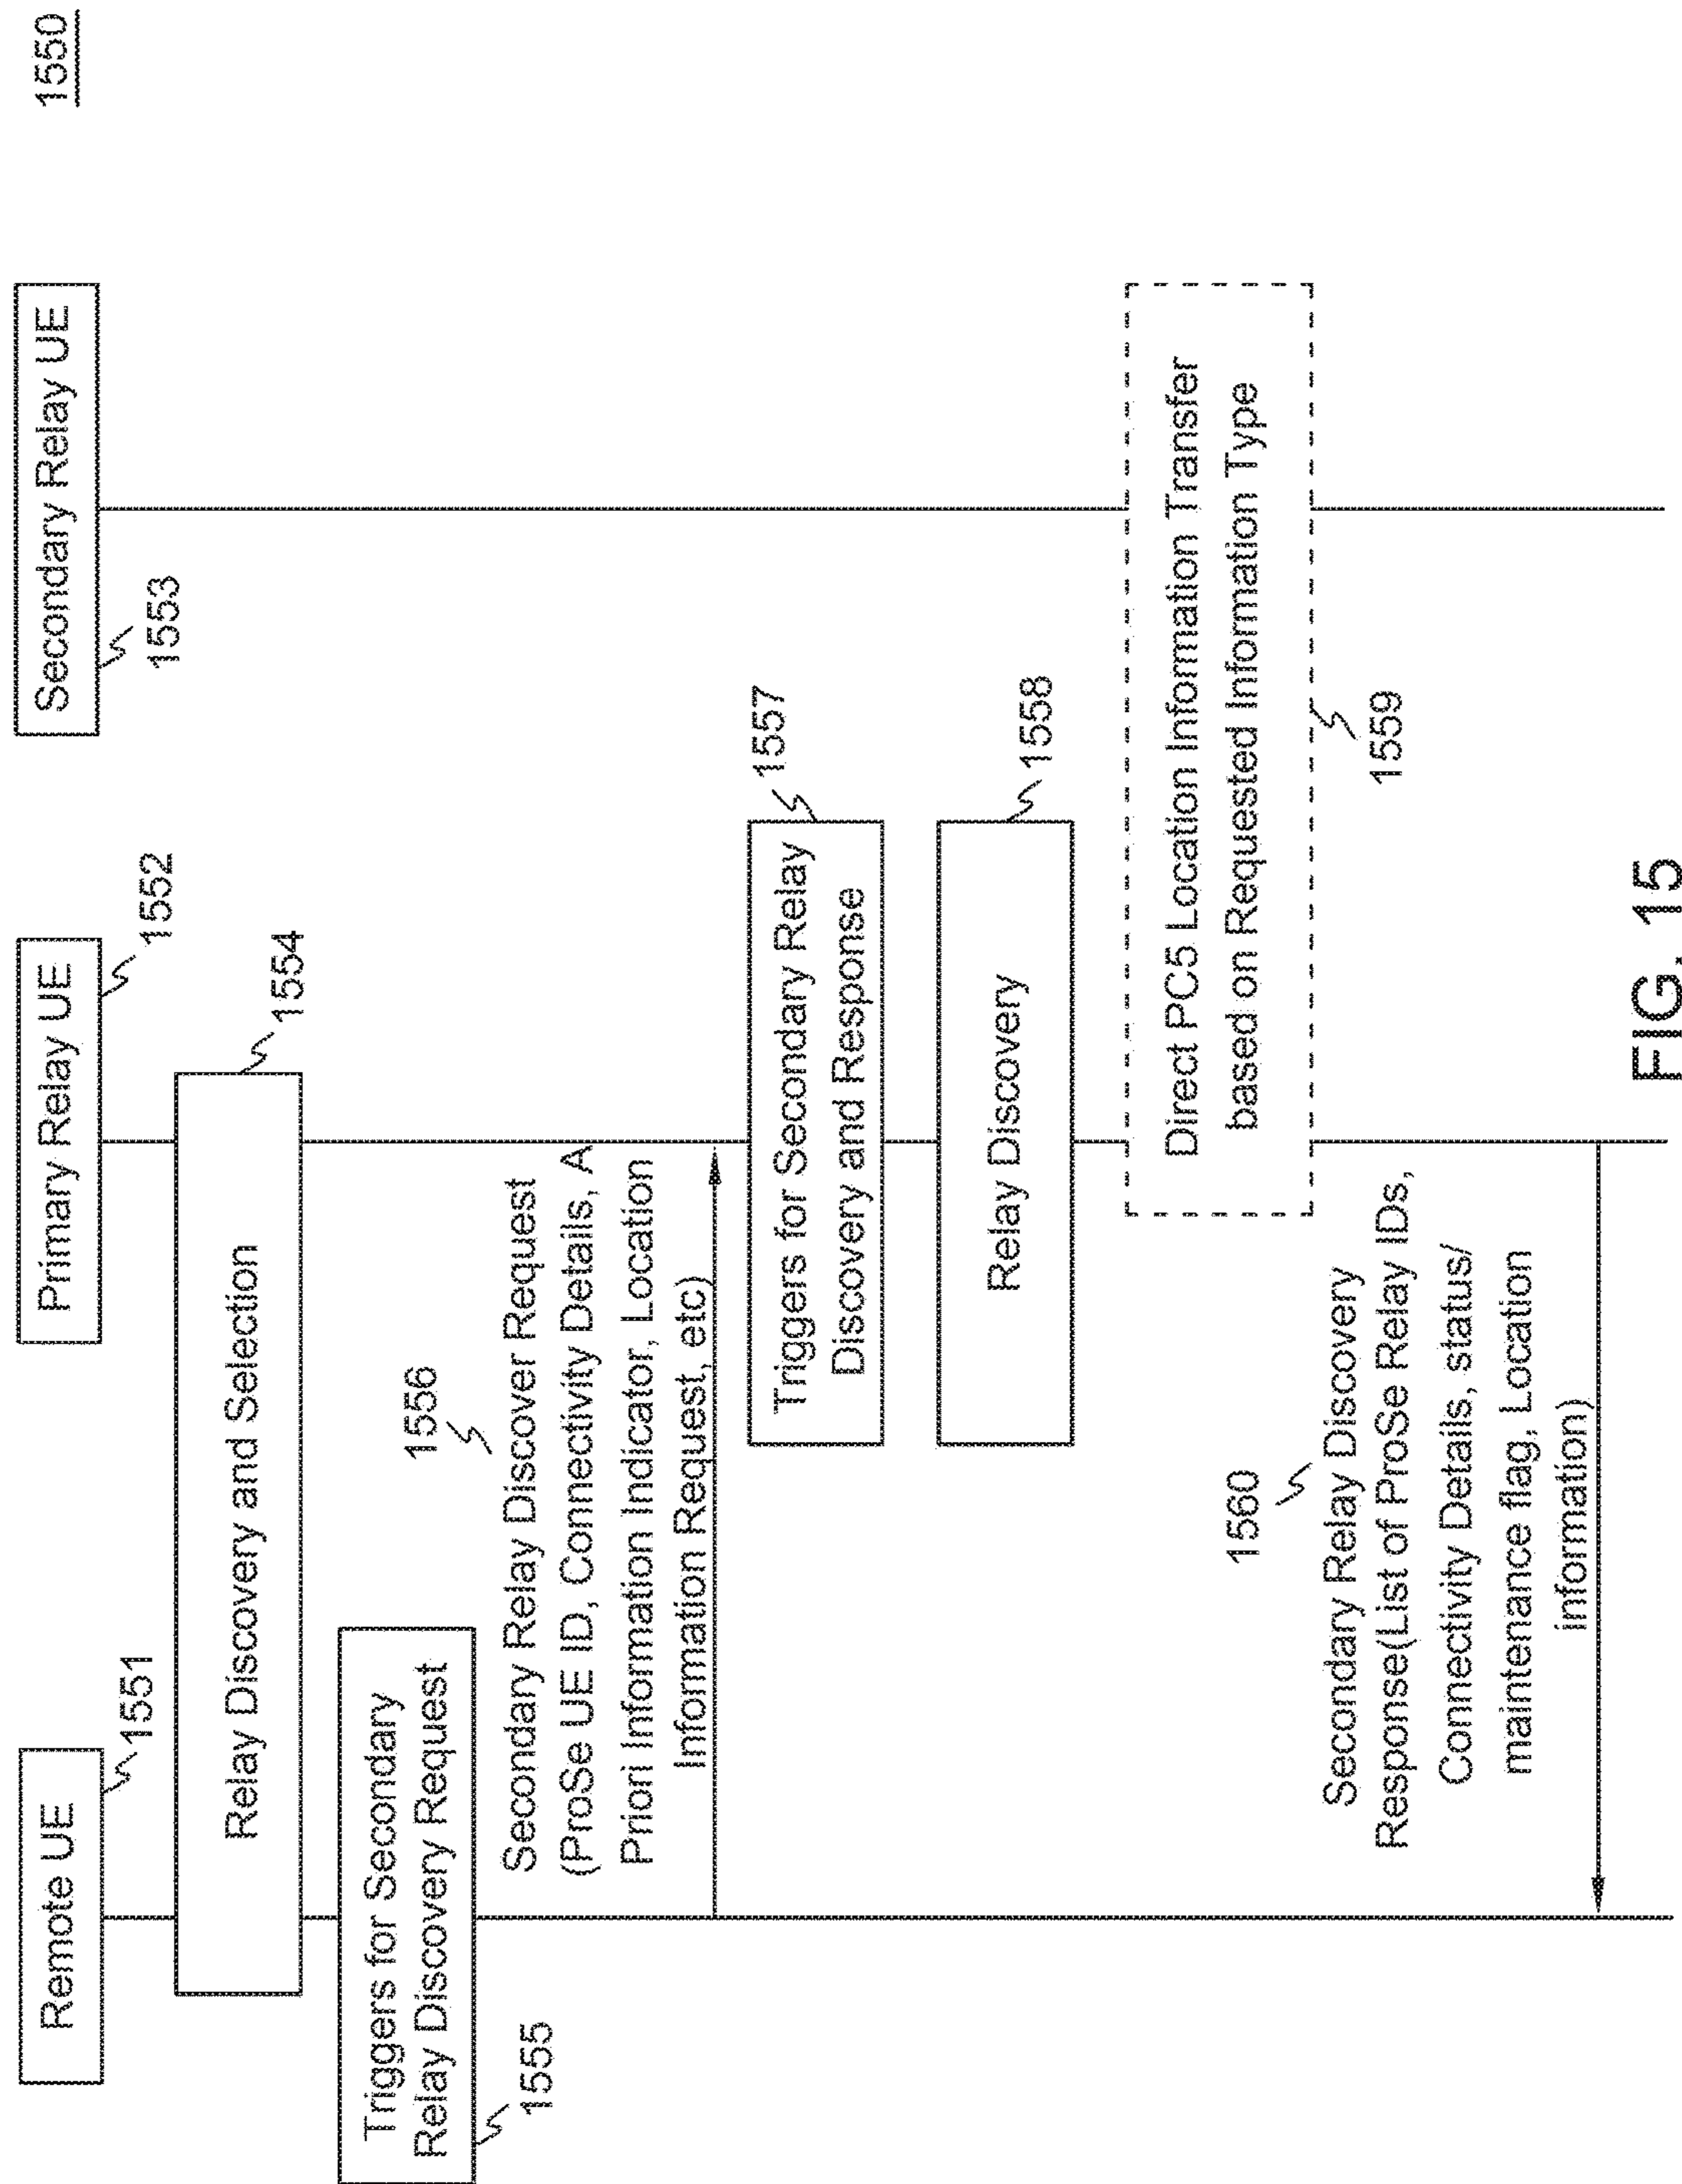 1550
Remote UE
1551
Primary Relay UE
1552
Secondary Relay UE
1553
Relay Discovery and Selection
1554
Triggers for Secondary
Relay Discovery Request
1555
1556
Secondary Relay Discover Request
(ProSe UE ID, Connectivity Details, A
Priori Information Indicator, Location
Information Request, etc)
Triggers for Secondary Relay
Discovery and Response
1557
Relay Discovery
1558
Direct PC5 Location Information Transfer
based on Requested Information Type
1559
1560
Secondary Relay Discovery
Response(List of ProSe Relay IDs,
Connectivity Details, status/
maintenance flag, Location
information)
FIG. 15